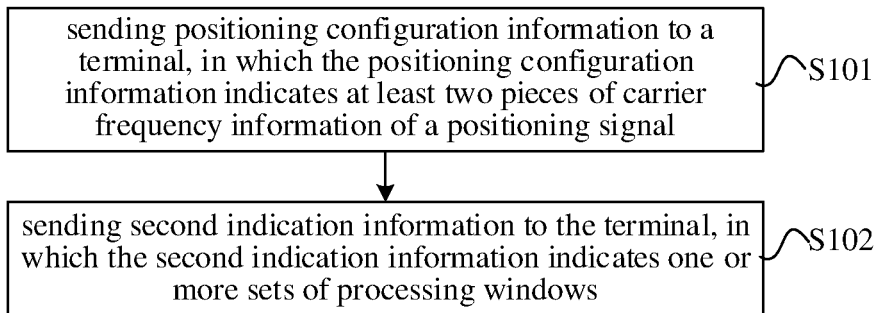 sending positioning configuration information to a
terminal, in which the positioning configuration
information indicates at least two pieces of carrier
frequency information of a positioning signal
S101
sending second indication information to the terminal, in
which the second indication information indicates one or
more sets of processing windows
S102